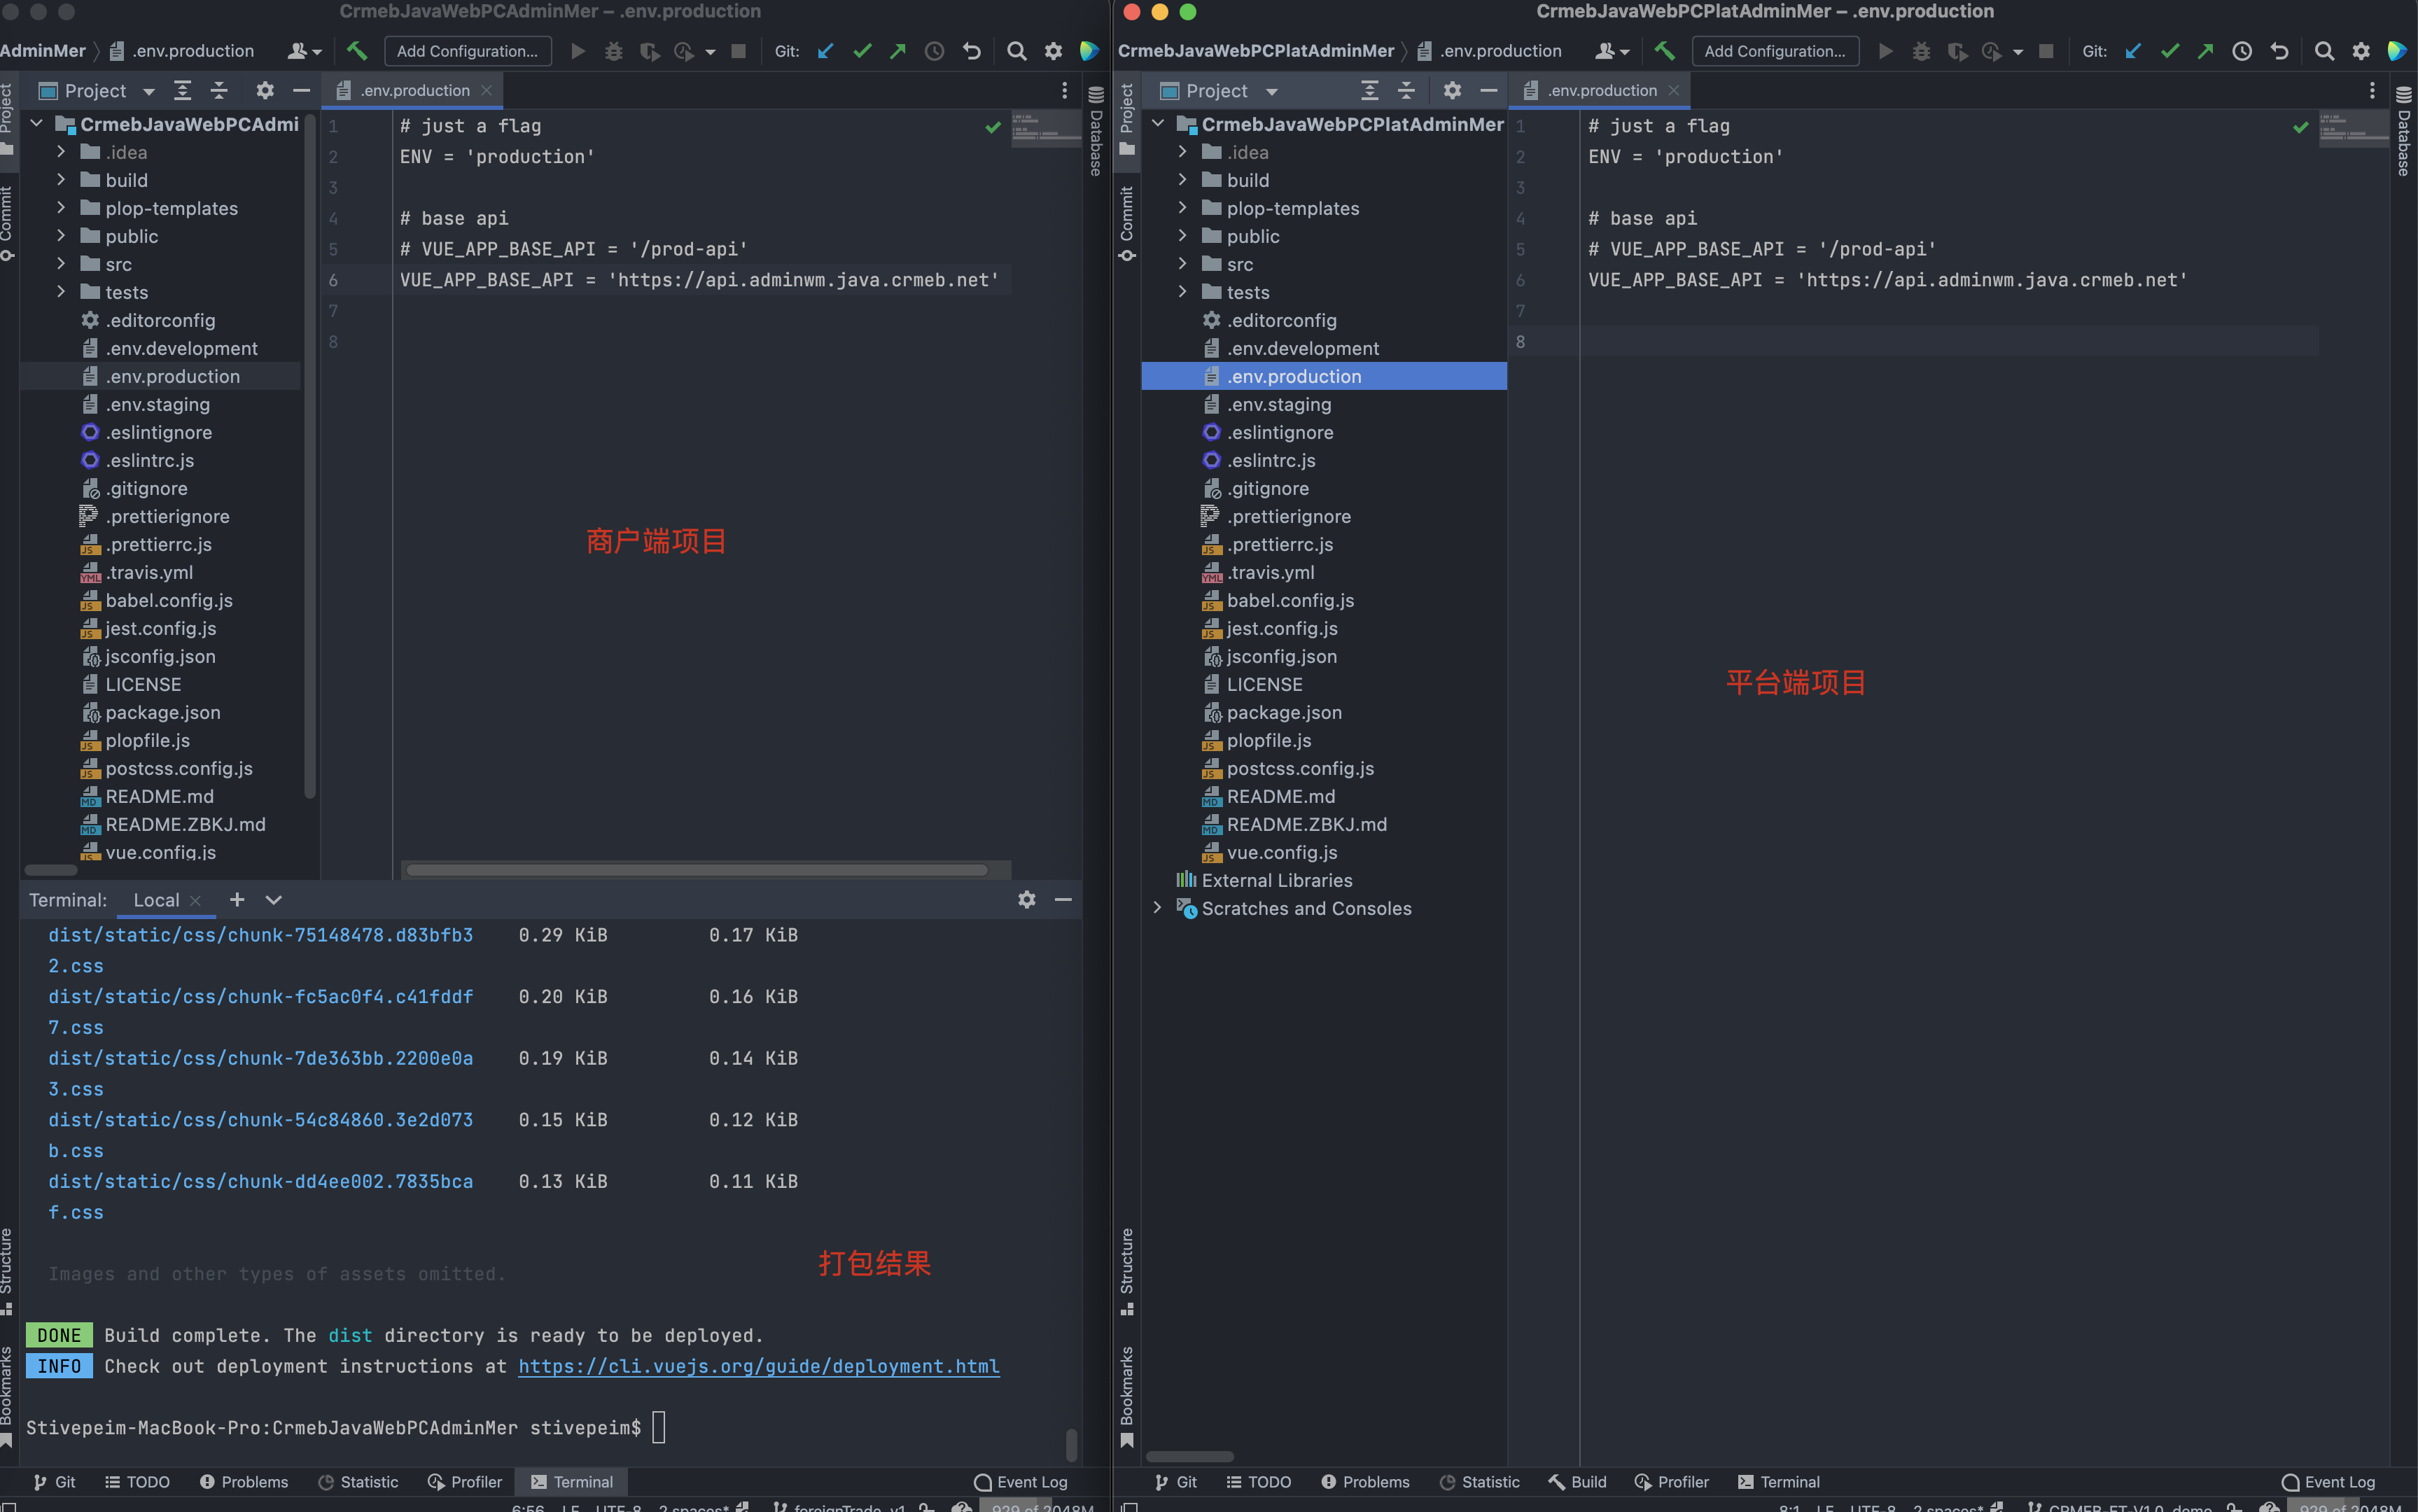 CrmebJavaWebPCAdminMer – .env.production
AdminMer
.env.production
Add Configuration...
Git:
Project
.env.production
CrmebJavaWebPCAdmi
.idea
build
plop-templates
public
src
tests
.editorconfig
.env.development
.env.production
.env.staging
.eslintignore
.eslintrc.js
.gitignore
.prettierignore
.prettierrc.js
.travis.yml
babel.config.js
jest.config.js
jsconfig.json
LICENSE
package.json
plopfile.js
postcss.config.js
README.md
README.ZBKJ.md
vue.config.js
Project
Commit
Structure
Bookmarks
1 # just a flag
2 ENV = 'production'
3
4 # base api
5 # VUE_APP_BASE_API = '/prod-api'
6 VUE_APP_BASE_API = 'https://api.adminwm.java.crmeb.net'
7
8
Database
商户端项目
Terminal: Local
dist/static/css/chunk-75148478.d83bfb3 0.29 KiB 0.17 KiB
2.css
dist/static/css/chunk-fc5ac0f4.c41fddf 0.20 KiB 0.16 KiB
7.css
dist/static/css/chunk-7de363bb.2200e0a 0.19 KiB 0.14 KiB
3.css
dist/static/css/chunk-54c84860.3e2d073 0.15 KiB 0.12 KiB
b.css
dist/static/css/chunk-dd4ee002.7835bca 0.13 KiB 0.11 KiB
f.css
打包结果
Images and other types of assets omitted.
DONE Build complete. The dist directory is ready to be deployed.
INFO Check out deployment instructions at https://cli.vuejs.org/guide/deployment.html
Stivepeim-MacBook-Pro:CrmebJavaWebPCAdminMer stivepeim$
Git TODO Problems Statistic Profiler Terminal Event Log
6:56 LF UTF-8 2 spaces* foreignTrade_v1 929 of 2048M
CrmebJavaWebPCPlatAdminMer – .env.production
CrmebJavaWebPCPlatAdminMer
.env.production
Add Configuration...
Git:
Project
.env.production
CrmebJavaWebPCPlatAdminMer
.idea
build
plop-templates
public
src
tests
.editorconfig
.env.development
.env.production
.env.staging
.eslintignore
.eslintrc.js
.gitignore
.prettierignore
.prettierrc.js
.travis.yml
babel.config.js
jest.config.js
jsconfig.json
LICENSE
package.json
plopfile.js
postcss.config.js
README.md
README.ZBKJ.md
vue.config.js
External Libraries
Scratches and Consoles
Project
Commit
Structure
Bookmarks
1 # just a flag
2 ENV = 'production'
3
4 # base api
5 # VUE_APP_BASE_API = '/prod-api'
6 VUE_APP_BASE_API = 'https://api.adminwm.java.crmeb.net'
7
8
Database
平台端项目
Git TODO Problems Statistic Build Profiler Terminal Event Log
8:1 LF UTF-8 2 spaces* CRMEB-FT-V1.0_demo 929 of 2048M